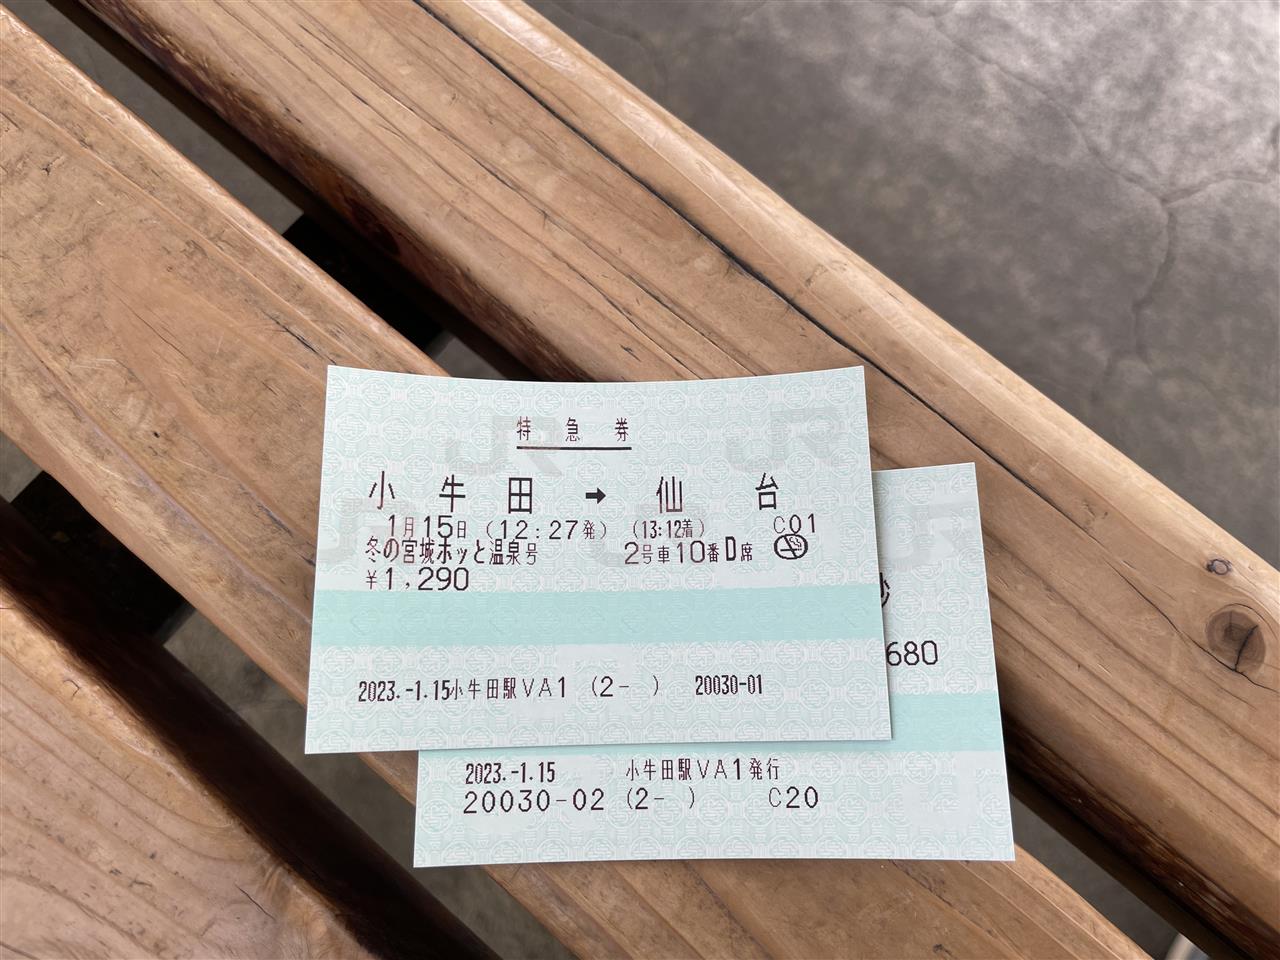 特急券
小牛田 ➡ 仙台
1月15日 (12:27発) (13:12着) C01
冬の宮城ホッと温泉号 2号車10番D席
¥1,290
2023.-1.15小牛田駅VA1 (2- ) 20030-01
680
2023.-1.15 小牛田駅VA1発行
20030-02 (2- ) C20
JR JR